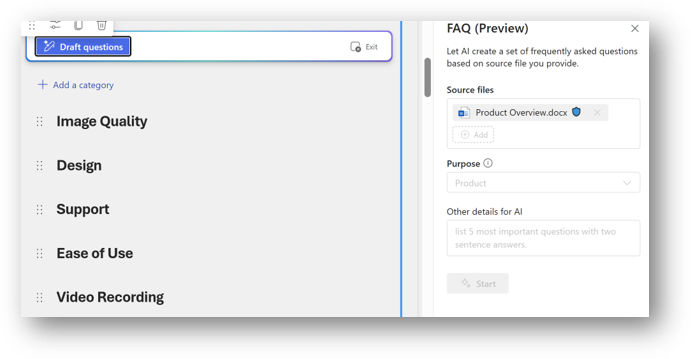 Draft questions
Exit
Add a category
Image Quality
Design
Support
Ease of Use
Video Recording
FAQ (Preview)
Let AI create a set of frequently asked questions
based on source file you provide.
Source files
Product Overview.docx
Add
Purpose
Product
Other details for AI
list 5 most important questions with two
sentence answers.
Start